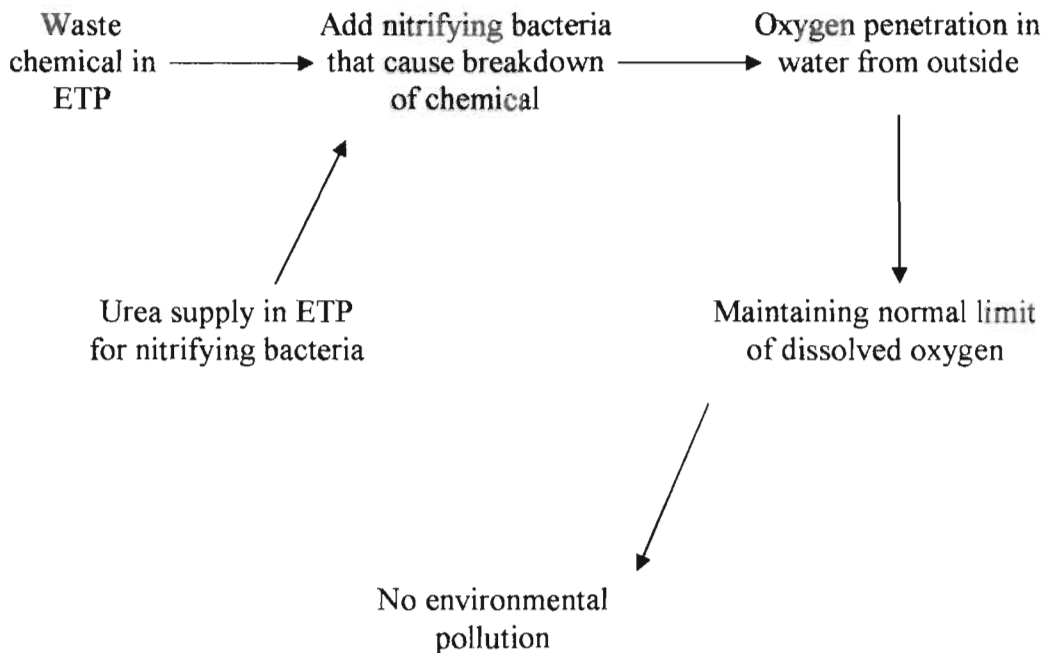 Waste
chemical in
ETP
Add nitrifying bacteria
that cause breakdown
of chemical
Oxygen penetration in
water from outside
Urea supply in ETP
for nitrifying bacteria
Maintaining normal limit
of dissolved oxygen
No environmental
pollution